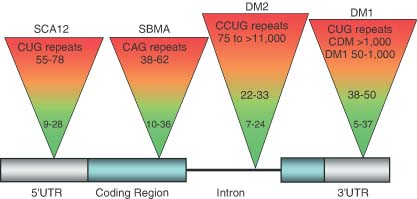 SCA12
CUG repeats
55-78
9-28
SBMA
CAG repeats
38-62
10-36
DM2
CCUG repeats
75 to >11,000
22-33
7-24
DM1
CUG repeats
CDM >1,000
DM1 50-1,000
38-50
5-37
5'UTR
Coding Region
Intron
3'UTR